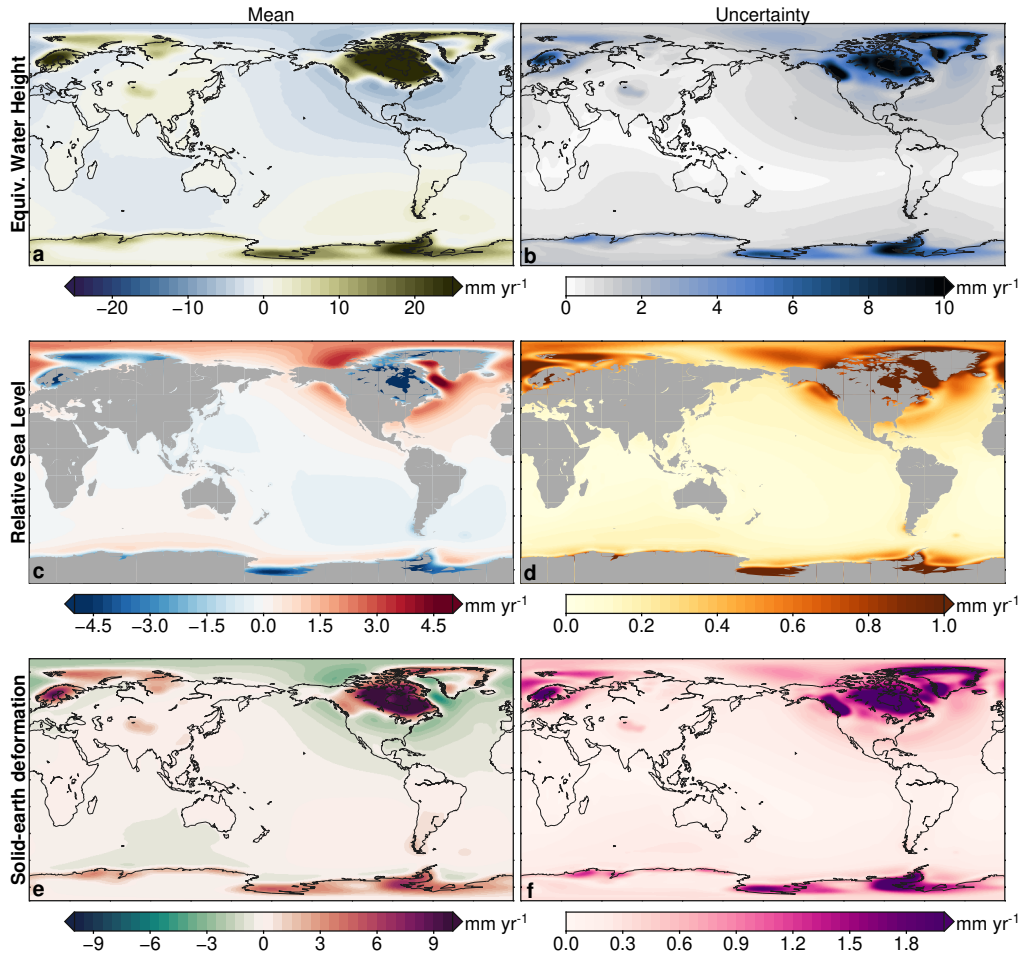 Mean Uncertainty
Equiv. Water Height
a b
−20 −10 0 10 20 mm yr⁻¹ 0 2 4 6 8 10 mm yr⁻¹
Relative Sea Level
c d
−4.5 −3.0 −1.5 0.0 1.5 3.0 4.5 mm yr⁻¹ 0.0 0.2 0.4 0.6 0.8 1.0 mm yr⁻¹
Solid-earth deformation
e f
−9 −6 −3 0 3 6 9 mm yr⁻¹ 0.0 0.3 0.6 0.9 1.2 1.5 1.8 mm yr⁻¹